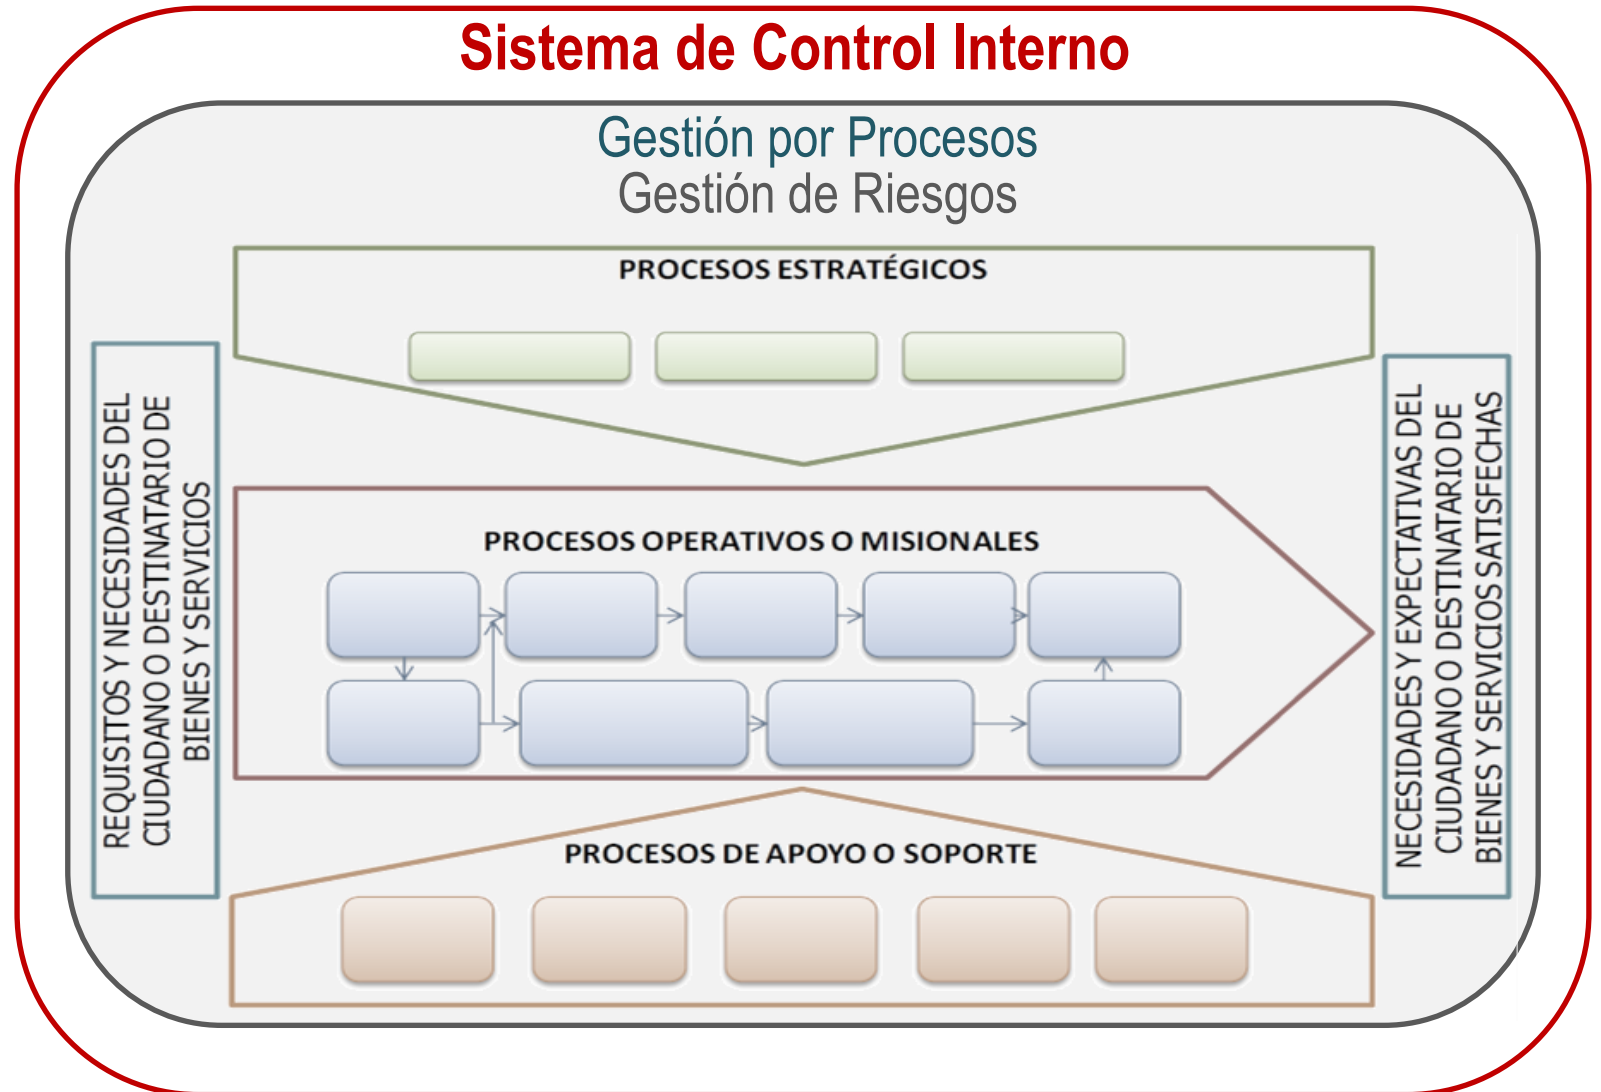 Sistema de Control Interno
Gestión por Procesos
Gestión de Riesgos
PROCESOS ESTRATÉGICOS
REQUISITOS Y NECESIDADES DEL
CIUDADANO O DESTINATARIO DE
BIENES Y SERVICIOS
PROCESOS OPERATIVOS O MISIONALES
PROCESOS DE APOYO O SOPORTE
NECESIDADES Y EXPECTATIVAS DEL
CIUDADANO O DESTINATARIO DE
BIENES Y SERVICIOS SATISFECHAS